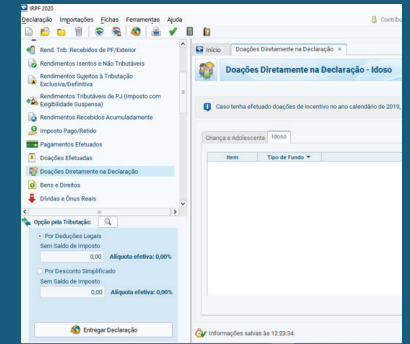 IRPF 2020
Declaração Importações Fichas Ferramentas Ajuda
Contribu
Rend. Trib. Recebidos de PF/Exterior
Rendimentos Isentos e Não Tributáveis
Rendimentos Sujeitos à Tributação
Exclusiva/Definitiva
Rendimentos Tributáveis de PJ (Imposto com
Exigibilidade Suspensa)
Rendimentos Recebidos Acumuladamente
Imposto Pago/Retido
Pagamentos Efetuados
Doações Efetuadas
Doações Diretamente na Declaração
Bens e Direitos
Dívidas e Ônus Reais
Opção pela Tributação:
Por Deduções Legais
Sem Saldo de Imposto
0,00 Alíquota efetiva: 0,00%
Por Desconto Simplificado
Sem Saldo de Imposto
0,00 Alíquota efetiva: 0,00%
Entregar Declaração
Início Doações Diretamente na Declaração ×
Doações Diretamente na Declaração - Idoso
Caso tenha efetuado doações de incentivo no ano calendário de 2019,
Criança e Adolescente Idoso
Item Tipo de Fundo
Informações salvas às 12:23:34.